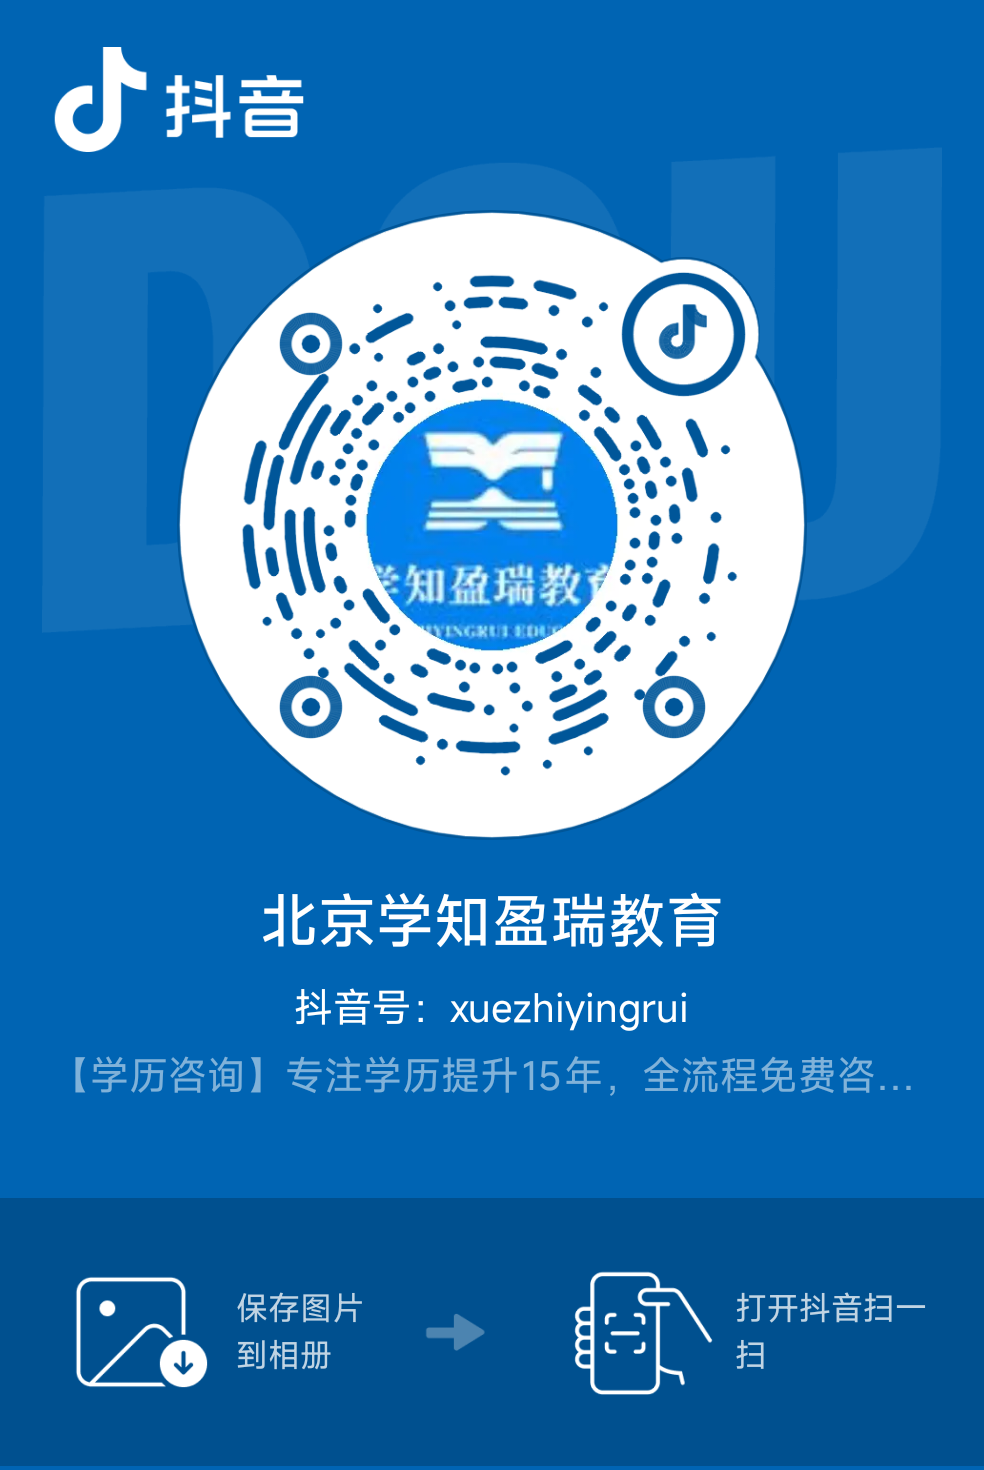 抖音
DOU
学知盈瑞教育
YINGRUI EDUC
北京学知盈瑞教育
抖音号：xuezhiyingrui
【学历咨询】专注学历提升15年，全流程免费咨...
保存图片
到相册
打开抖音扫一
扫